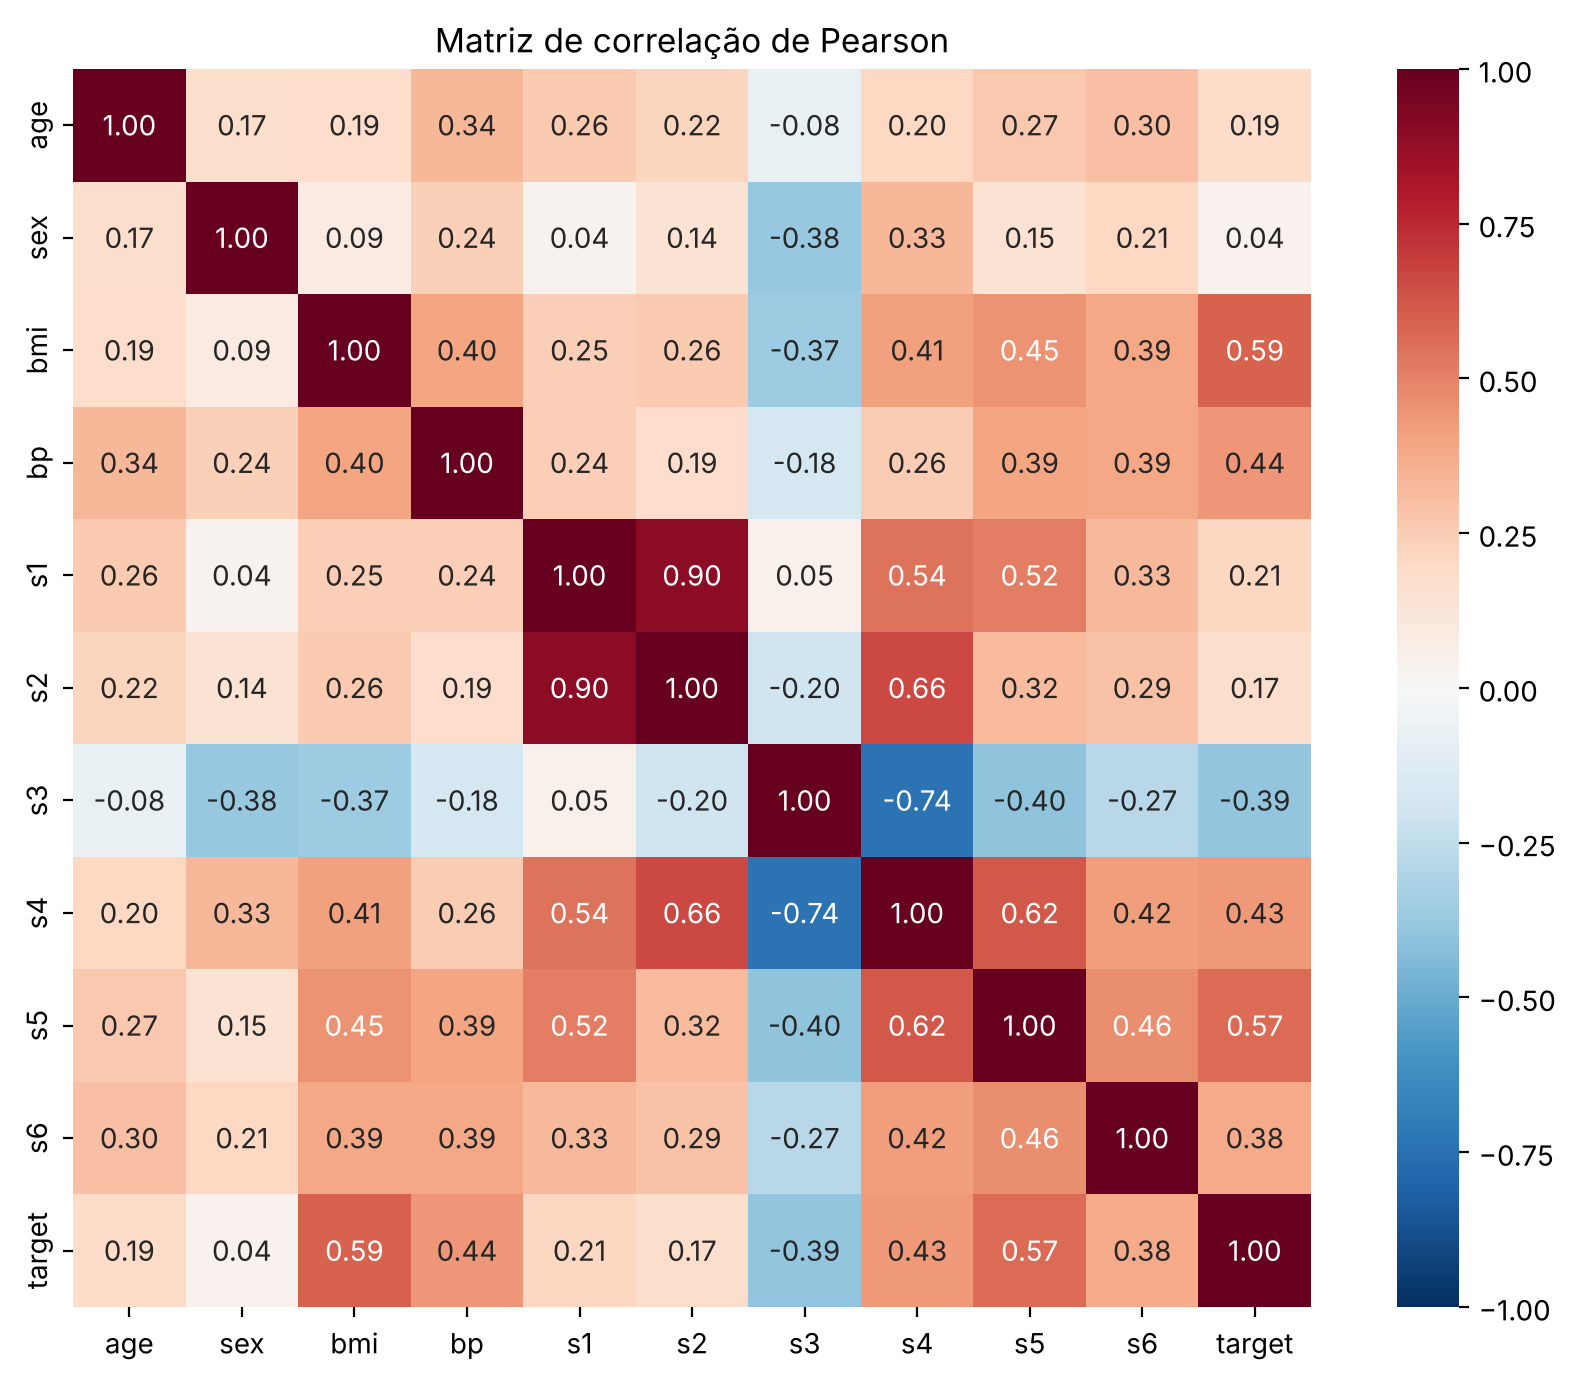 Matriz de correlação de Pearson
age 1.00 0.17 0.19 0.34 0.26 0.22 -0.08 0.20 0.27 0.30 0.19
sex 0.17 1.00 0.09 0.24 0.04 0.14 -0.38 0.33 0.15 0.21 0.04
bmi 0.19 0.09 1.00 0.40 0.25 0.26 -0.37 0.41 0.45 0.39 0.59
bp 0.34 0.24 0.40 1.00 0.24 0.19 -0.18 0.26 0.39 0.39 0.44
s1 0.26 0.04 0.25 0.24 1.00 0.90 0.05 0.54 0.52 0.33 0.21
s2 0.22 0.14 0.26 0.19 0.90 1.00 -0.20 0.66 0.32 0.29 0.17
s3 -0.08 -0.38 -0.37 -0.18 0.05 -0.20 1.00 -0.74 -0.40 -0.27 -0.39
s4 0.20 0.33 0.41 0.26 0.54 0.66 -0.74 1.00 0.62 0.42 0.43
s5 0.27 0.15 0.45 0.39 0.52 0.32 -0.40 0.62 1.00 0.46 0.57
s6 0.30 0.21 0.39 0.39 0.33 0.29 -0.27 0.42 0.46 1.00 0.38
target 0.19 0.04 0.59 0.44 0.21 0.17 -0.39 0.43 0.57 0.38 1.00
age sex bmi bp s1 s2 s3 s4 s5 s6 target
1.00
0.75
0.50
0.25
0.00
−0.25
−0.50
−0.75
−1.00